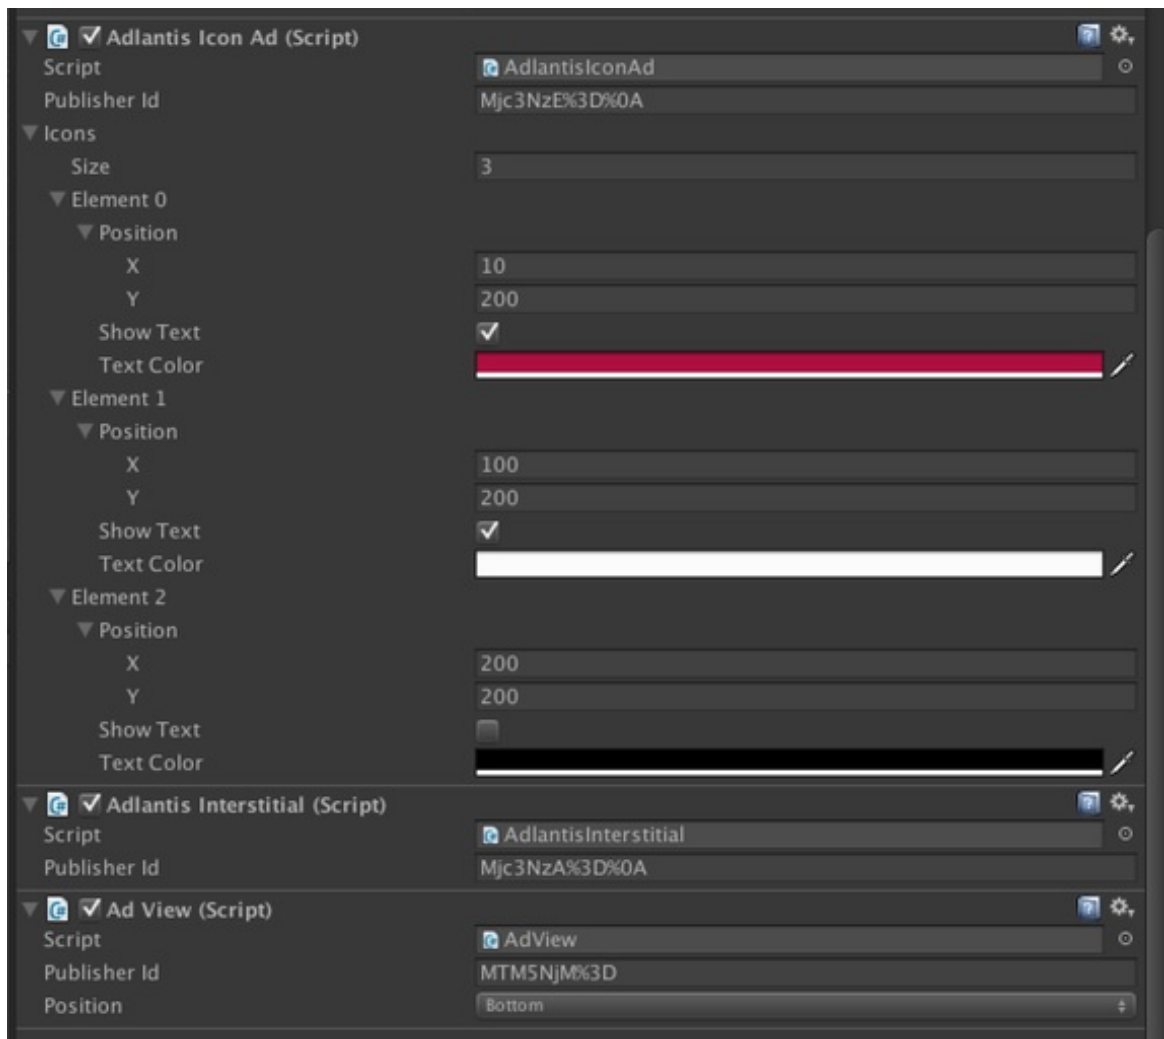 Adlantis Icon Ad (Script)
Script AdlantisIconAd
Publisher Id Mjc3NzE%3D%0A
Icons
Size 3
Element 0
Position
X 10
Y 200
Show Text
Text Color
Element 1
Position
X 100
Y 200
Show Text
Text Color
Element 2
Position
X 200
Y 200
Show Text
Text Color
Adlantis Interstitial (Script)
Script AdlantisInterstitial
Publisher Id Mjc3NzA%3D%0A
Ad View (Script)
Script AdView
Publisher Id MTM5NjM%3D
Position Bottom